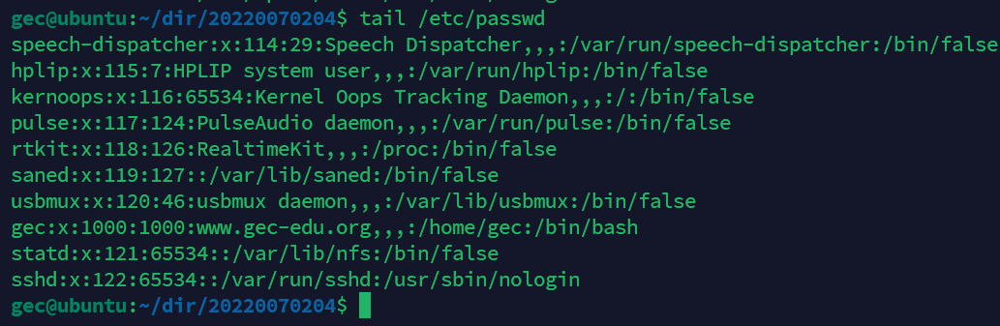 gec@ubuntu:~/dir/20220070204$ tail /etc/passwd
speech-dispatcher:x:114:29:Speech Dispatcher,,,:/var/run/speech-dispatcher:/bin/false
hplip:x:115:7:HPLIP system user,,,:/var/run/hplip:/bin/false
kernoops:x:116:65534:Kernel Oops Tracking Daemon,,,:/:/bin/false
pulse:x:117:124:PulseAudio daemon,,,:/var/run/pulse:/bin/false
rtkit:x:118:126:RealtimeKit,,,:/proc:/bin/false
saned:x:119:127::/var/lib/saned:/bin/false
usbmux:x:120:46:usbmux daemon,,,:/var/lib/usbmux:/bin/false
gec:x:1000:1000:www.gec-edu.org,,,:/home/gec:/bin/bash
statd:x:121:65534::/var/lib/nfs:/bin/false
sshd:x:122:65534::/var/run/sshd:/usr/sbin/nologin
gec@ubuntu:~/dir/20220070204$